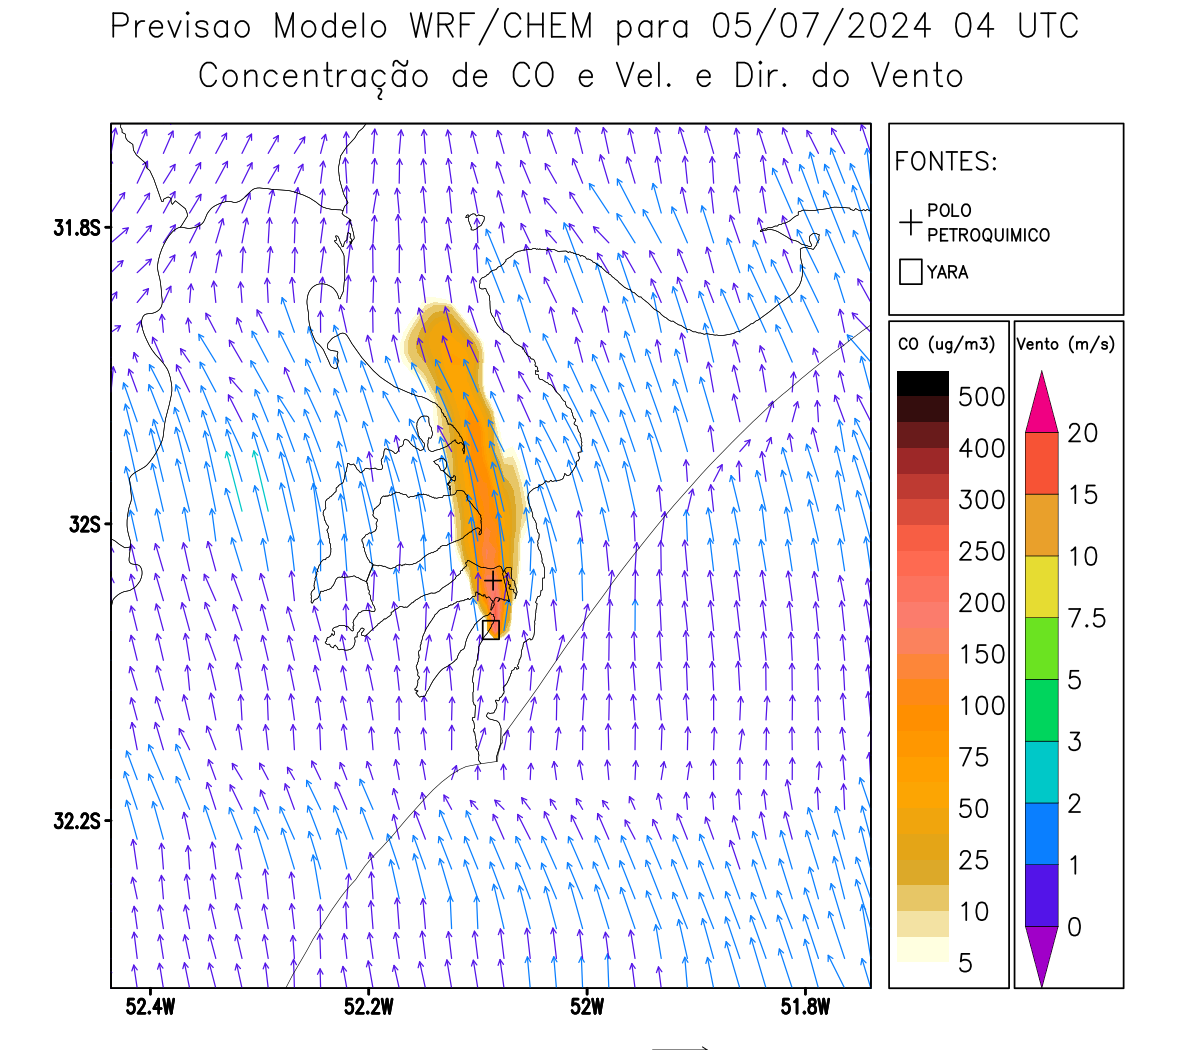 Previsao Modelo WRF/CHEM para 05/07/2024 04 UTC
Concentração de CO e Vel. e Dir. do Vento
FONTES:
POLO
PETROQUIMICO
YARA
CO (ug/m3)
500
400
300
250
200
150
100
75
50
25
10
5
Vento (m/s)
20
15
10
7.5
5
3
2
1
0
31.8S
32S
32.2S
52.4W
52.2W
52W
51.8W